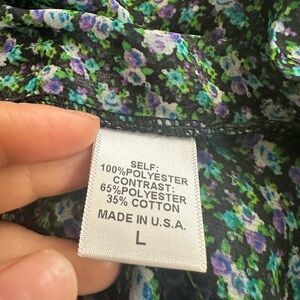 SELF:
100%POLYESTER
CONTRAST:
65%POLYESTER
35% COTTON
MADE IN U.S.A.
L